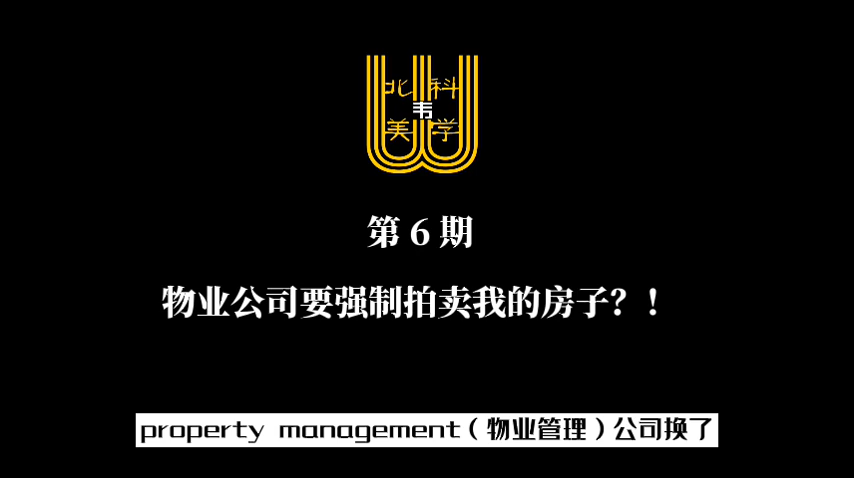 北科
韦
美学
第6期
物业公司要强制拍卖我的房子？！
property management（物业管理）公司换了